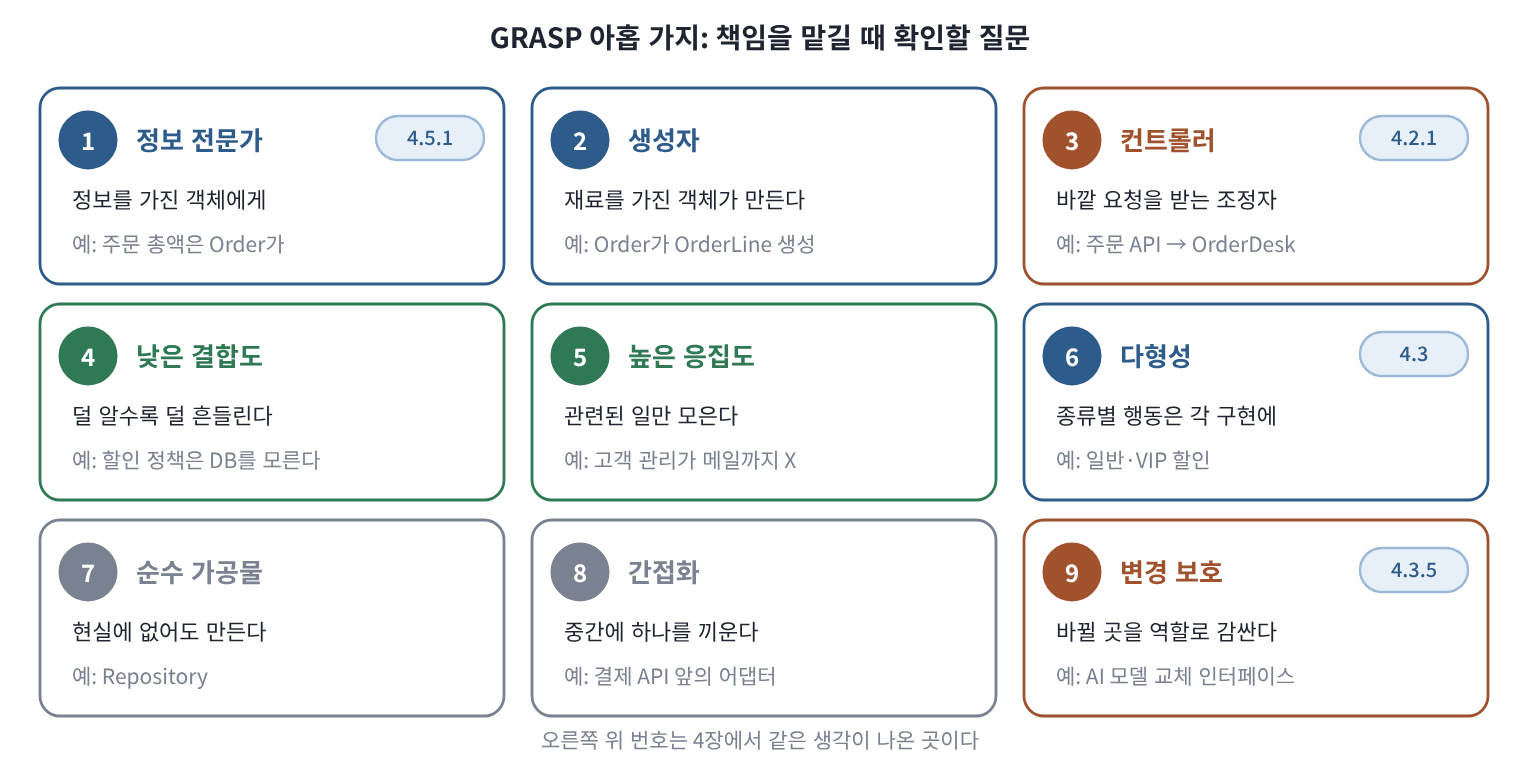 GRASP 아홉 가지: 책임을 맡길 때 확인할 질문
1 정보 전문가 4.5.1
정보를 가진 객체에게
예: 주문 총액은 Order가
2 생성자
재료를 가진 객체가 만든다
예: Order가 OrderLine 생성
3 컨트롤러 4.2.1
바깥 요청을 받는 조정자
예: 주문 API → OrderDesk
4 낮은 결합도
덜 알수록 덜 흔들린다
예: 할인 정책은 DB를 모른다
5 높은 응집도
관련된 일만 모은다
예: 고객 관리가 메일까지 X
6 다형성 4.3
종류별 행동은 각 구현에
예: 일반·VIP 할인
7 순수 가공물
현실에 없어도 만든다
예: Repository
8 간접화
중간에 하나를 끼운다
예: 결제 API 앞의 어댑터
9 변경 보호 4.3.5
바뀔 곳을 역할로 감싼다
예: AI 모델 교체 인터페이스
오른쪽 위 번호는 4장에서 같은 생각이 나온 곳이다